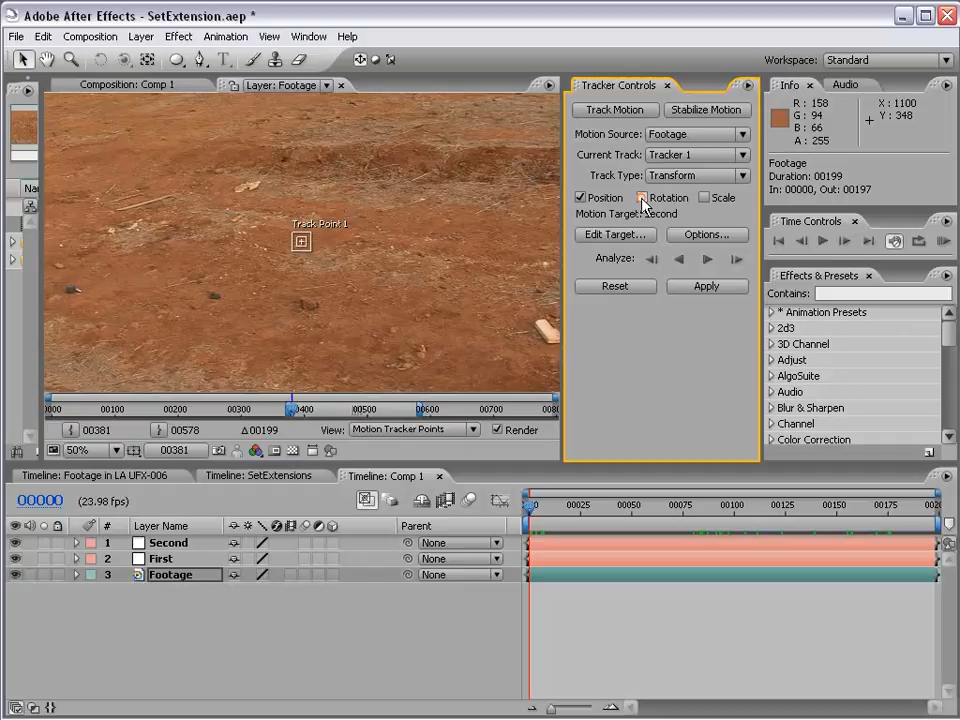 Adobe After Effects - SetExtension.aep *
File Edit Composition Layer Effect Animation View Window Help
Workspace: Standard
Composition: Comp 1
Layer: Footage
Track Point 1
0000 00100 00200 00300 00400 00500 00600 00700 0080
00381 00578 Δ00199 View: Motion Tracker Points Render
50% 00381
Tracker Controls
Track Motion Stabilize Motion
Motion Source: Footage
Current Track: Tracker 1
Track Type: Transform
Position Rotation Scale
Motion Target: Second
Edit Target... Options...
Analyze:
Reset Apply
Info Audio
R: 158 X: 1100
G: 94 Y: 348
B: 66
A: 255
Footage
Duration: 00199
In: 00000, Out: 00197
Time Controls
Effects & Presets
Contains:
* Animation Presets
2d3
3D Channel
Adjust
AlgoSuite
Audio
Blur & Sharpen
Channel
Color Correction
Timeline: Footage in LA UFX-006 Timeline: SetExtensions Timeline: Comp 1
00000 (23.98 fps)
00025 00050 00075 00100 00125 00150 00175 0020
# Layer Name Parent
1 Second None
2 First None
3 Footage None